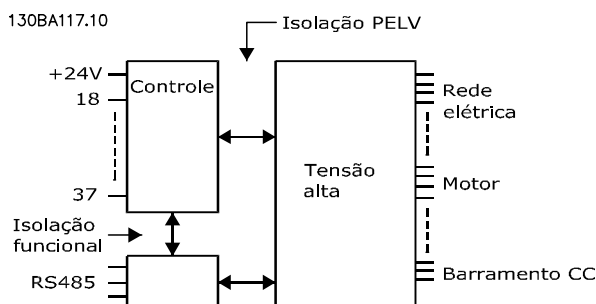 130BA117.10
Isolação PELV
+24V
Controle
18
37
Tensão
alta
Rede
elétrica
Motor
Isolação
funcional
RS485
Barramento CC